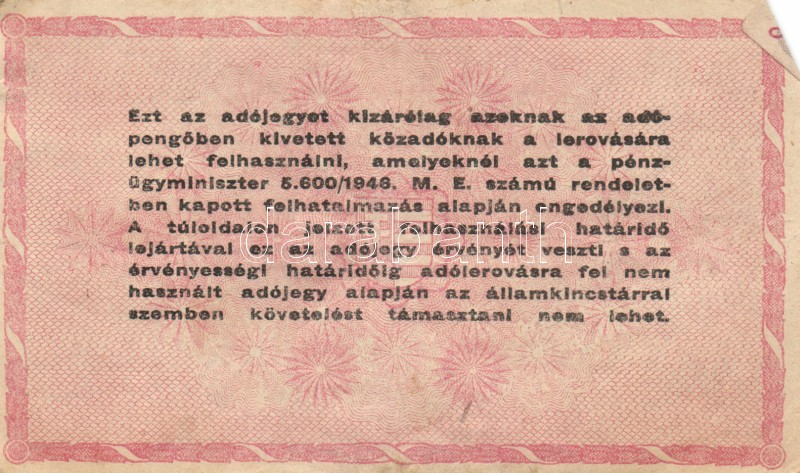 Ezt az adójegyet kizárólag azoknak az adó-
pengőben kivetett közadóknak a lerovására
lehet felhasználni, amelyeknél azt a pénz-
ügyminiszter 5.600/1946. M. E. számú rendelet-
ben kapott felhatalmazás alapján engedélyezi.
A túloldalon jelzett felhasználási határidő
lejártával ez az adójegy érvényét veszti s az
érvényességi határidőig adólerovásra fel nem
használt adójegy alapján az államkincstárral
szemben követelést támasztani nem lehet.
darabanth